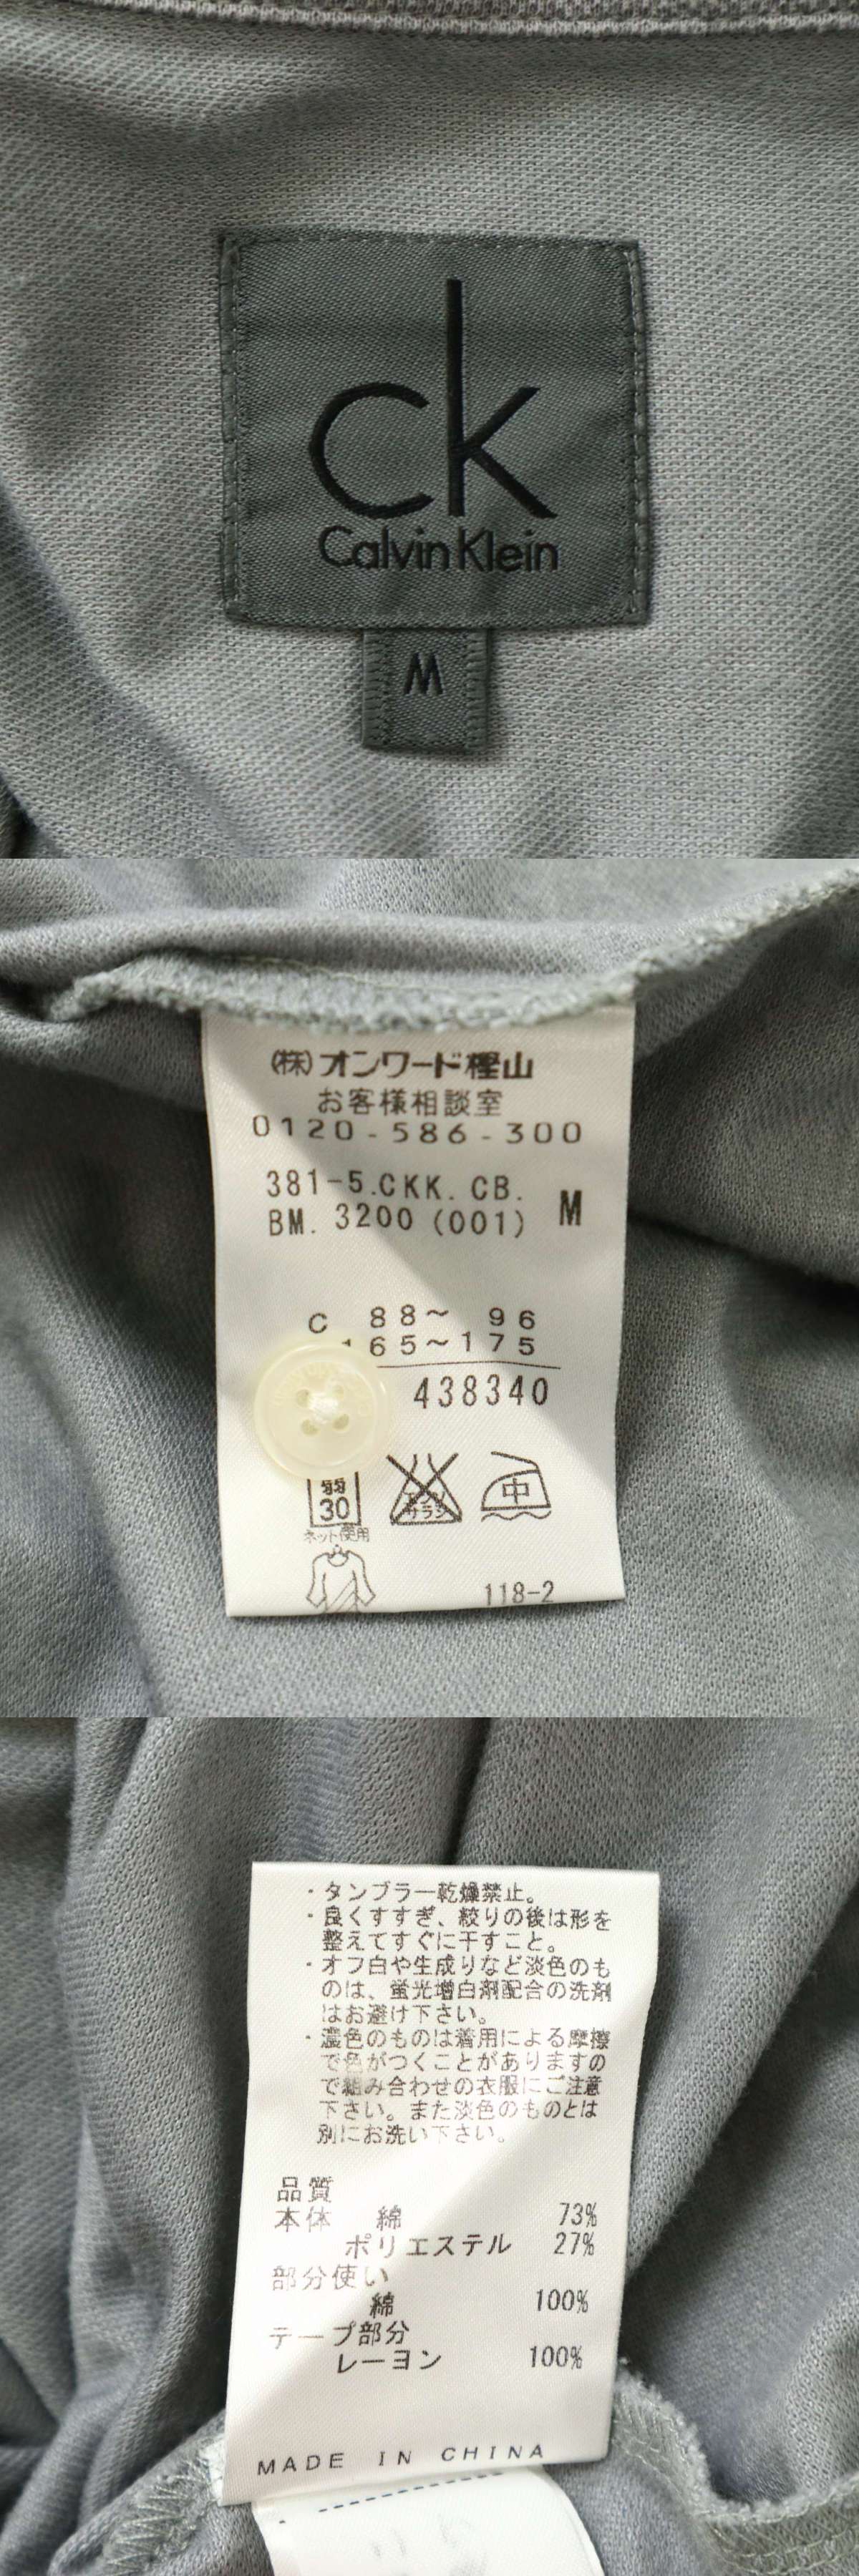 ck
Calvin Klein
M
(株)オンワード樫山
お客様相談室
0120-586-300
381-5.CKK.CB.
BM.3200(001) M
C 88～ 96
165～175
438340
弱
30
エンソ
サラシ
中
ネット使用
118-2
・タンブラー乾燥禁止。
・良くすすぎ、絞りの後は形を
整えてすぐに干すこと。
・オフ白や生成りなど淡色のも
のは、蛍光増白剤配合の洗剤
はお避け下さい。
・濃色のものは着用による摩擦
で色がつくことがありますの
で組み合わせの衣服にご注意
下さい。また淡色のものとは
別にお洗い下さい。
品質
本体 綿 73%
ポリエステル 27%
部分使い
綿 100%
テープ部分
レーヨン 100%
MADE IN CHINA